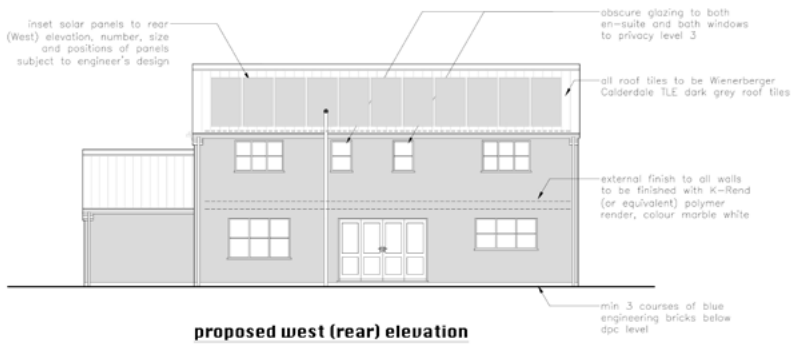 inset solar panels to rear
(West) elevation, number, size
and positions of panels
subject to engineer's design
obscure glazing to both
en-suite and bath windows
to privacy level 3
all roof tiles to be Wienerberger
Calderdale TLE dark grey roof tiles
external finish to all walls
to be finished with K-Rend
(or equivalent) polymer
render, colour marble white
min 3 courses of blue
engineering bricks below
dpc level
proposed west (rear) elevation